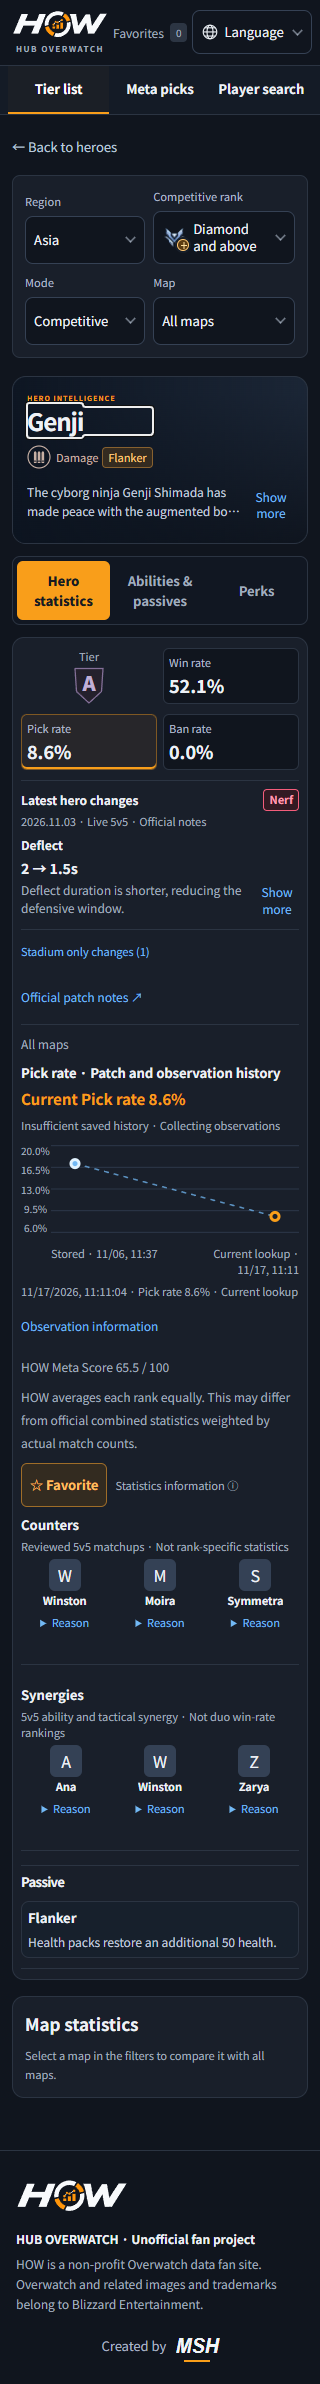 HOW
HUB OVERWATCH
Favorites 0
Language
Tier list
Meta picks
Player search
← Back to heroes
Region
Competitive rank
Asia
Diamond
and above
Mode
Map
Competitive
All maps
HERO INTELLIGENCE
Genji
Damage Flanker
The cyborg ninja Genji Shimada has
made peace with the augmented bo···
Show
more
Hero
statistics
Abilities &
passives
Perks
Tier
A
Win rate
52.1%
Pick rate
8.6%
Ban rate
0.0%
Latest hero changes
Nerf
2026.11.03 · Live 5v5 · Official notes
Deflect
2 → 1.5s
Deflect duration is shorter, reducing the
defensive window.
Show
more
Stadium only changes (1)
Official patch notes ↗
All maps
Pick rate · Patch and observation history
Current Pick rate 8.6%
Insufficient saved history · Collecting observations
20.0%
16.5%
13.0%
9.5%
6.0%
Stored · 11/06, 11:37
Current lookup ·
11/17, 11:11
11/17/2026, 11:11:04 · Pick rate 8.6% · Current lookup
Observation information
HOW Meta Score 65.5 / 100
HOW averages each rank equally. This may differ
from official combined statistics weighted by
actual match counts.
☆ Favorite
Statistics information ⓘ
Counters
Reviewed 5v5 matchups · Not rank-specific statistics
W
M
S
Winston
Moira
Symmetra
▶ Reason
▶ Reason
▶ Reason
Synergies
5v5 ability and tactical synergy · Not duo win-rate
rankings
A
W
Z
Ana
Winston
Zarya
▶ Reason
▶ Reason
▶ Reason
Passive
Flanker
Health packs restore an additional 50 health.
Map statistics
Select a map in the filters to compare it with all
maps.
HOW
HUB OVERWATCH · Unofficial fan project
HOW is a non-profit Overwatch data fan site.
Overwatch and related images and trademarks
belong to Blizzard Entertainment.
Created by MSH